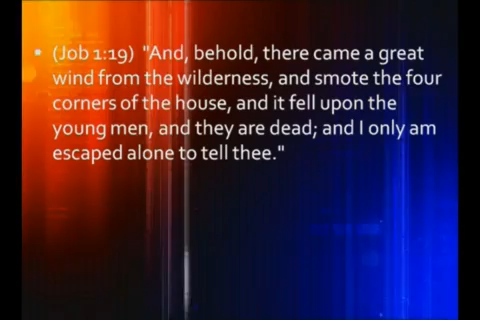 (Job 1:19) "And, behold, there came a great
wind from the wilderness, and smote the four
corners of the house, and it fell upon the
young men, and they are dead; and I only am
escaped alone to tell thee."